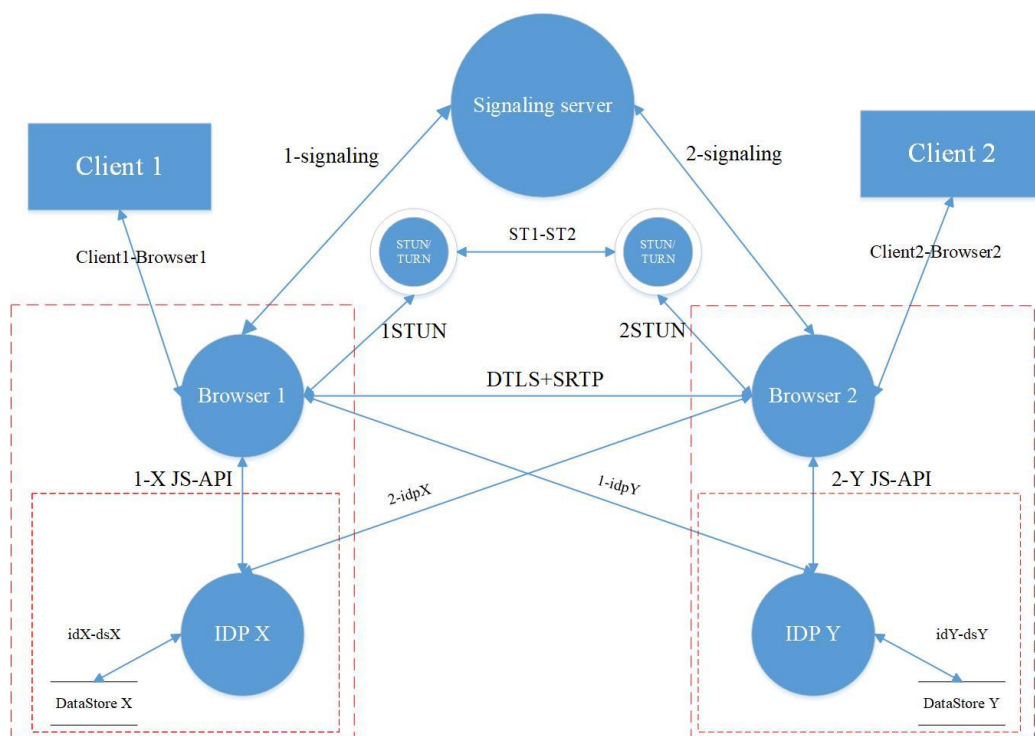 Signaling server
Client 1
Client 2
1-signaling
2-signaling
STUN/
TURN
ST1-ST2
STUN/
TURN
Client1-Browser1
Client2-Browser2
1STUN
2STUN
Browser 1
DTLS+SRTP
Browser 2
1-X JS-API
2-idpX
1-idpY
2-Y JS-API
IDP X
IDP Y
idX-dsX
idY-dsY
DataStore X
DataStore Y